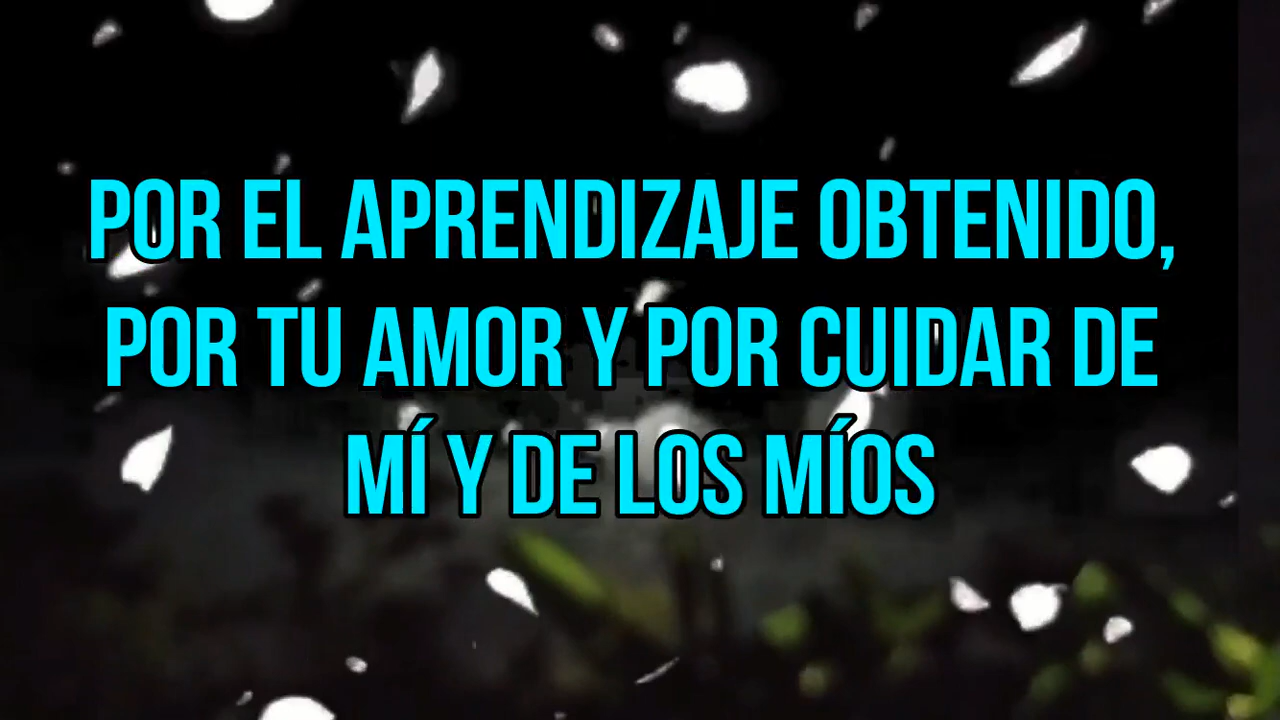 POR EL APRENDIZAJE OBTENIDO,
POR TU AMOR Y POR CUIDAR DE
MÍ Y DE LOS MÍOS